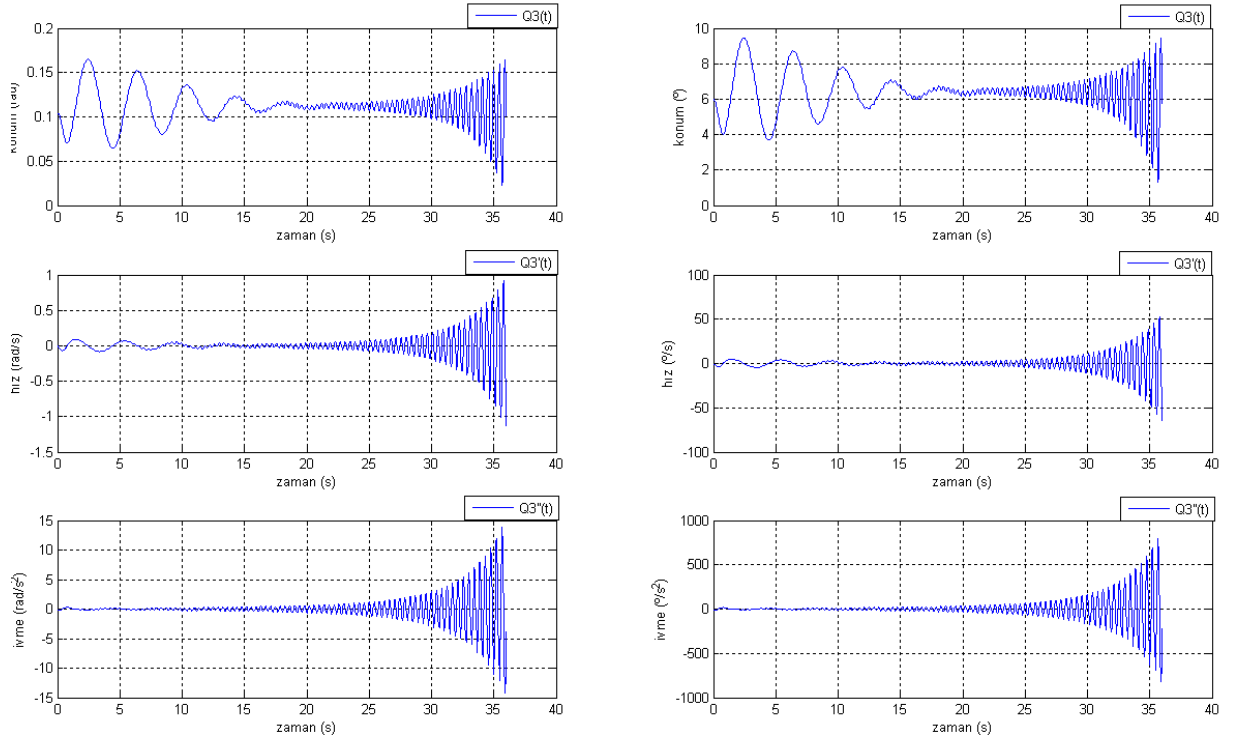 Q3(t)
0.2
0.15
0.1
0.05
0
konum (rad)
0 5 10 15 20 25 30 35 40
zaman (s)
Q3(t)
10
8
6
4
2
0
konum (º)
0 5 10 15 20 25 30 35 40
zaman (s)
Q3'(t)
1
0.5
0
-0.5
-1
-1.5
hız (rad/s)
0 5 10 15 20 25 30 35 40
zaman (s)
Q3'(t)
100
50
0
-50
-100
hız (º/s)
0 5 10 15 20 25 30 35 40
zaman (s)
Q3''(t)
15
10
5
0
-5
-10
-15
ivme (rad/s²)
0 5 10 15 20 25 30 35 40
zaman (s)
Q3''(t)
1000
500
0
-500
-1000
ivme (º/s²)
0 5 10 15 20 25 30 35 40
zaman (s)